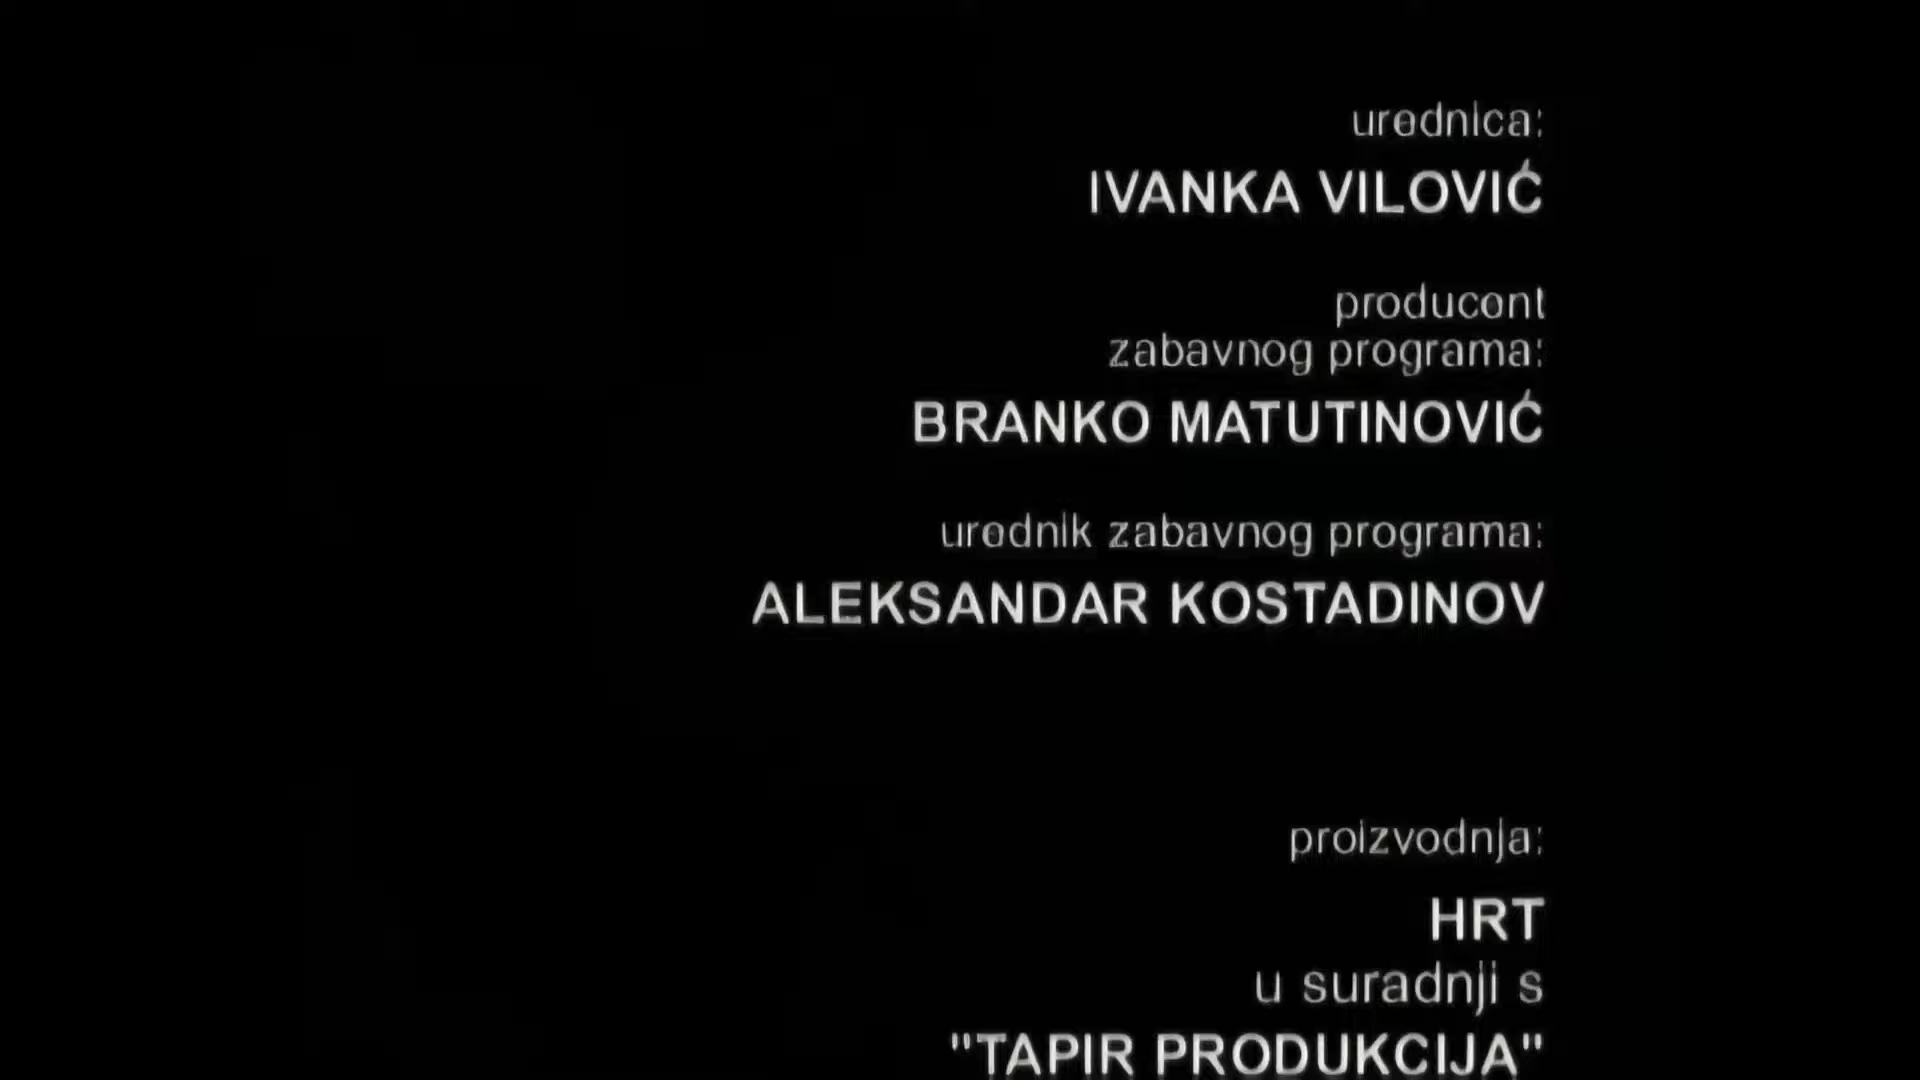 urednica:
IVANKA VILOVIĆ
producent
zabavnog programa:
BRANKO MATUTINOVIĆ
urednik zabavnog programa:
ALEKSANDAR KOSTADINOV
proizvodnja:
HRT
u suradnji s
"TAPIR PRODUKCIJA"